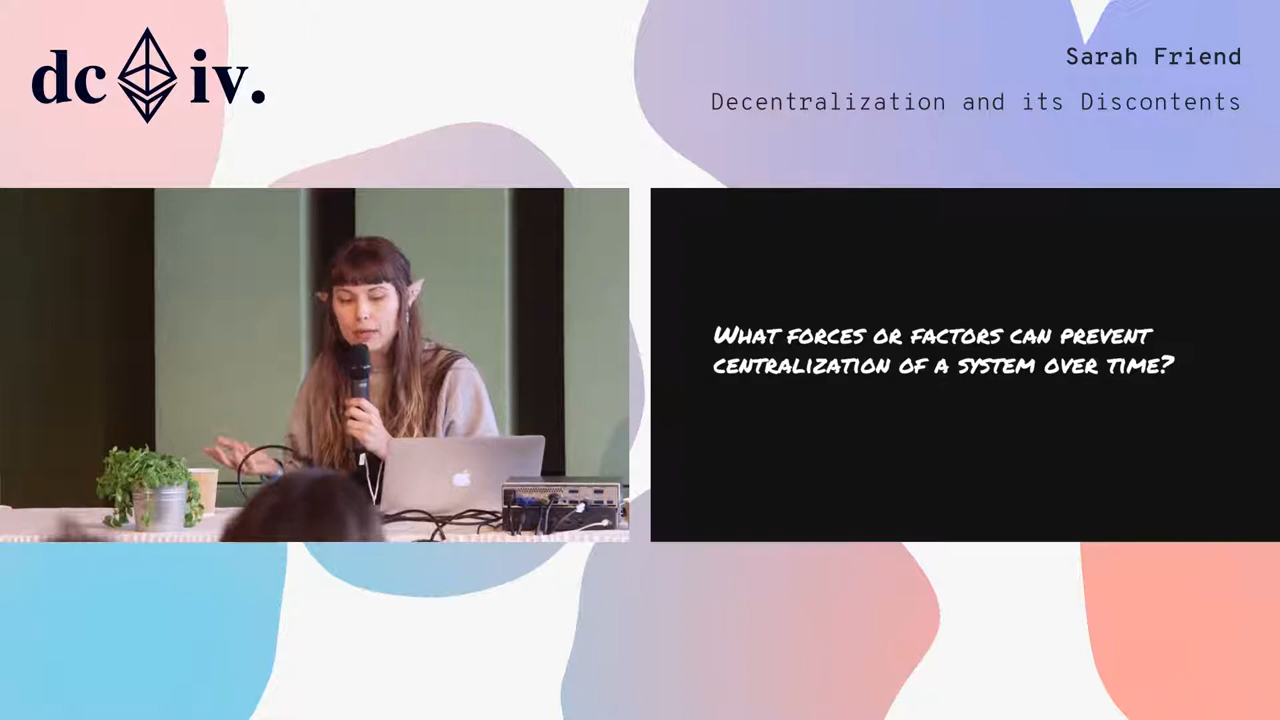 dc iv.
Sarah Friend
Decentralization and its Discontents
What forces or factors can prevent
centralization of a system over time?